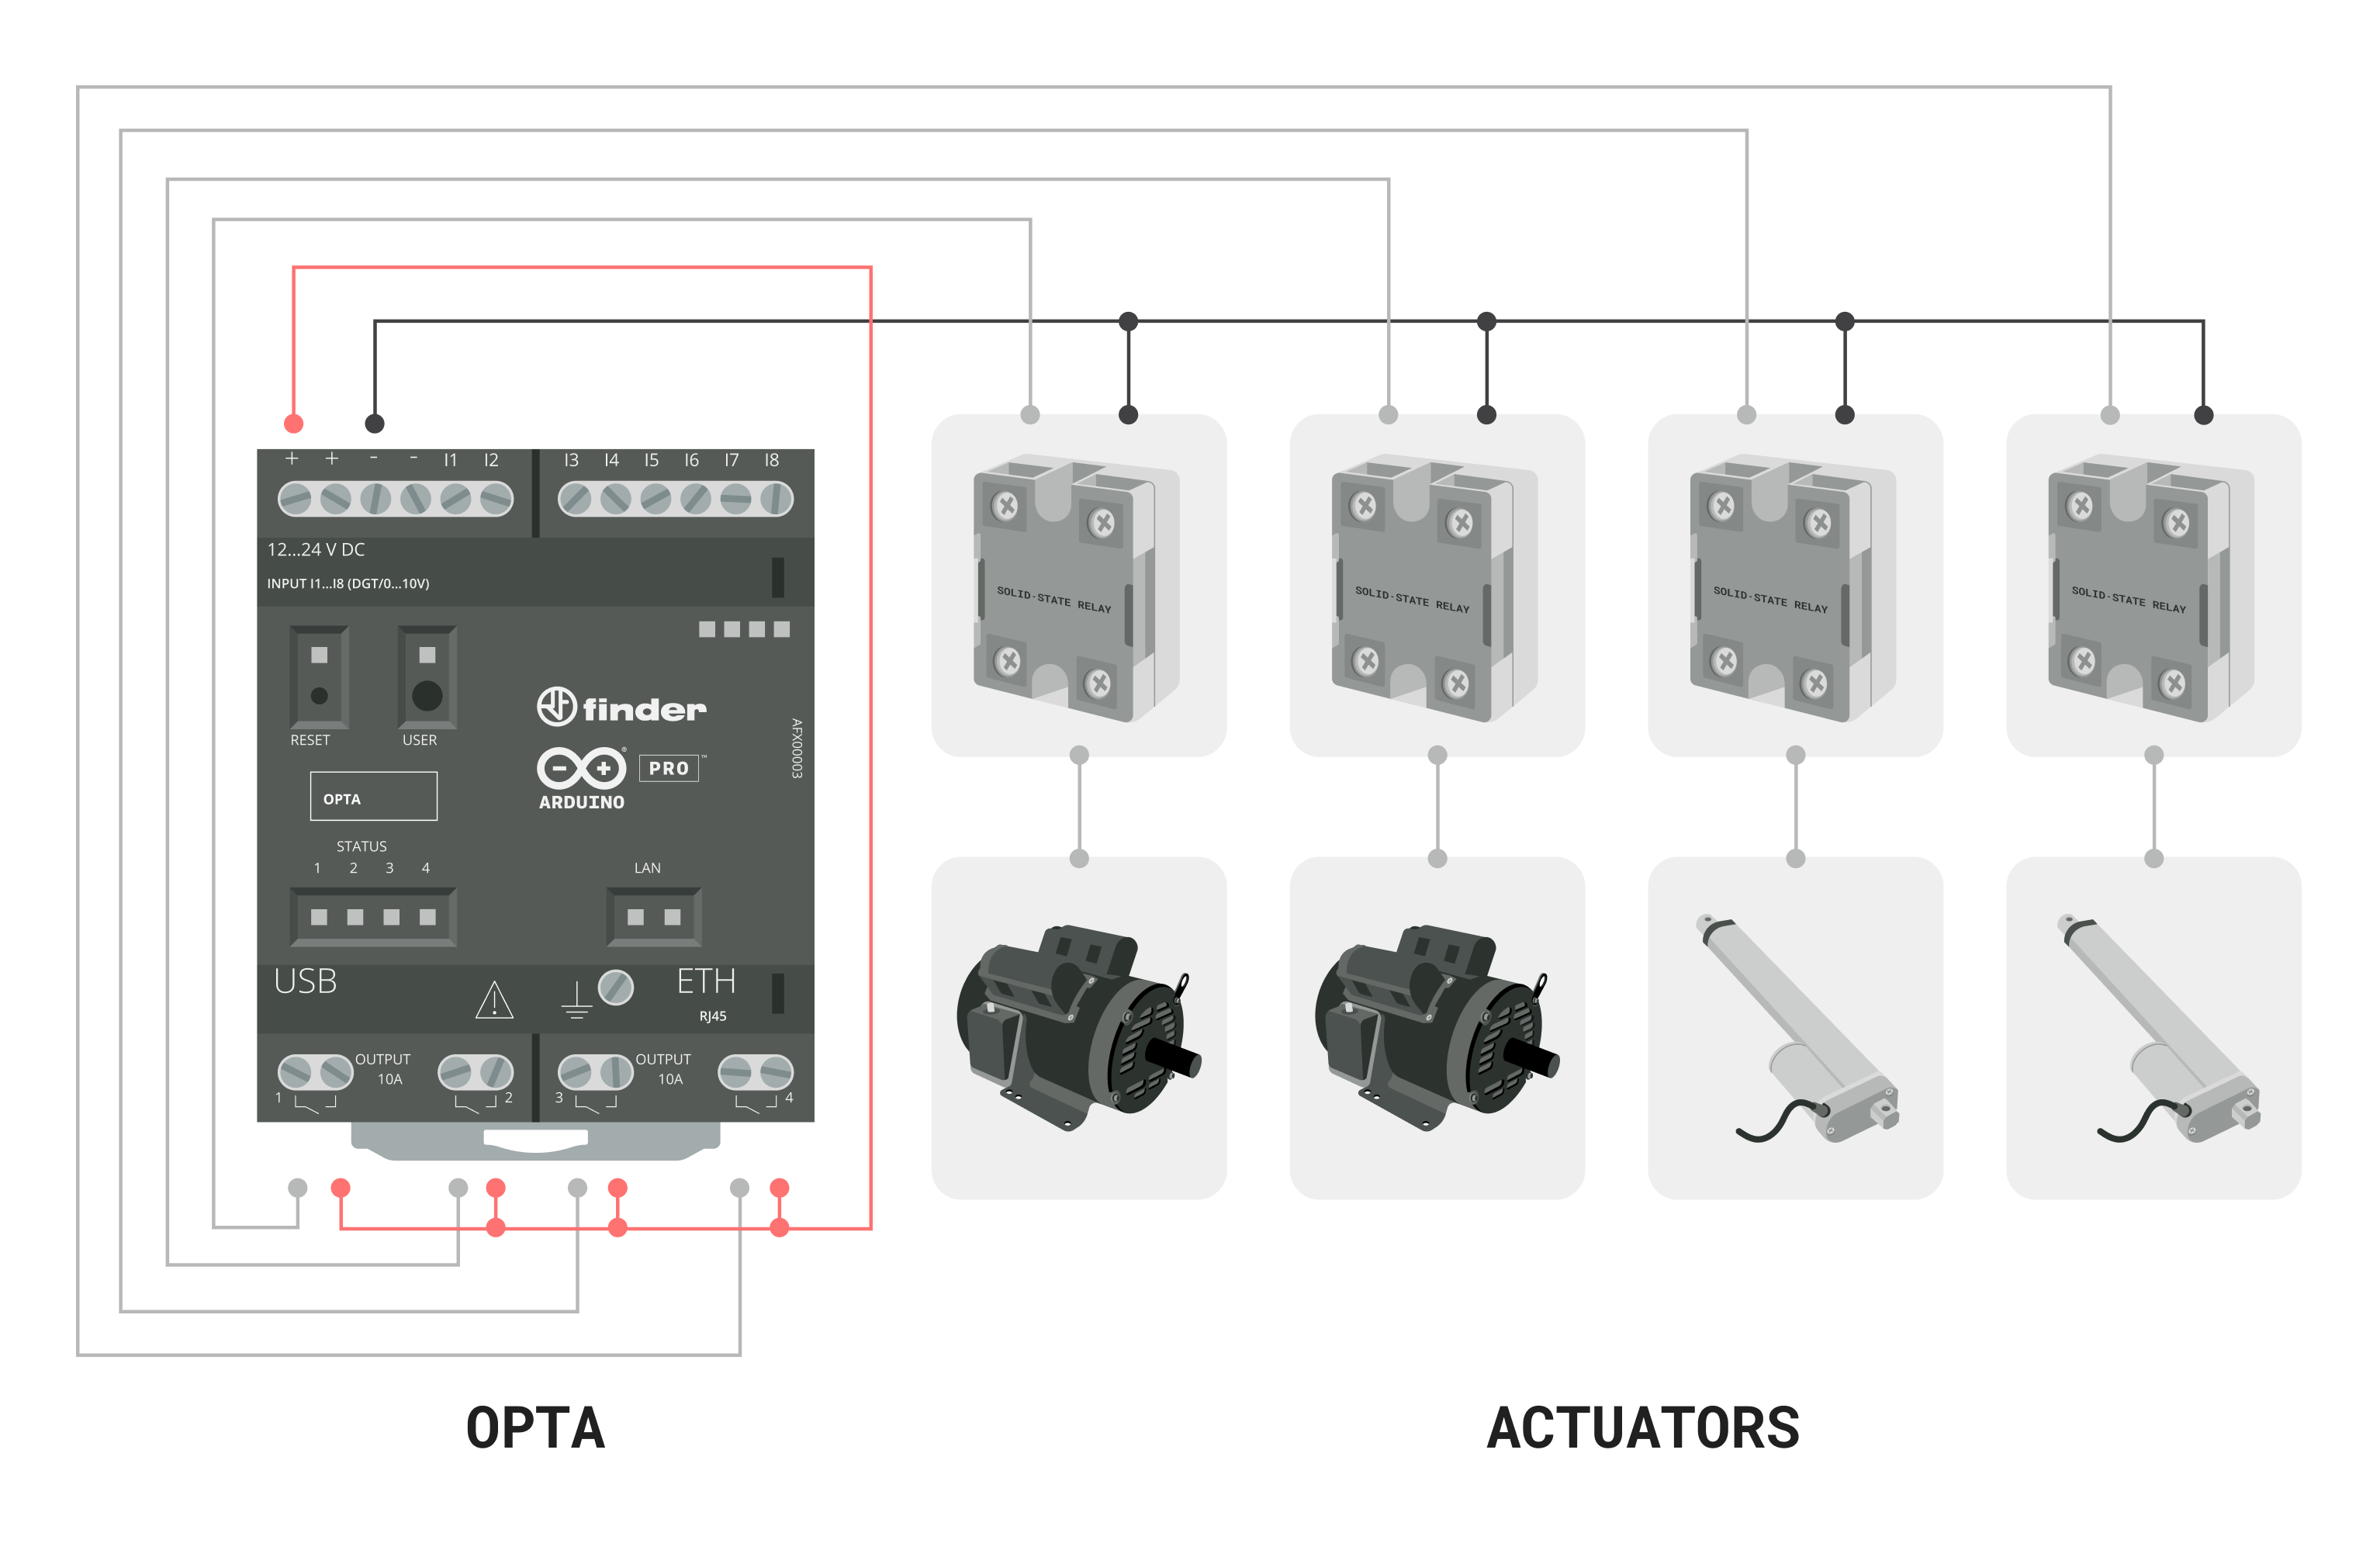 + + - - I1 I2 I3 I4 I5 I6 I7 I8
12...24 V DC
INPUT I1...I8 (DGT/0...10V)
RESET USER
finder
ARDUINO
®
PRO
™
AFX00003
OPTA
STATUS
1 2 3 4
LAN
USB
ETH
RJ45
OUTPUT
10A
OUTPUT
10A
1 2 3 4
SOLID-STATE RELAY
SOLID-STATE RELAY
SOLID-STATE RELAY
SOLID-STATE RELAY
OPTA
ACTUATORS